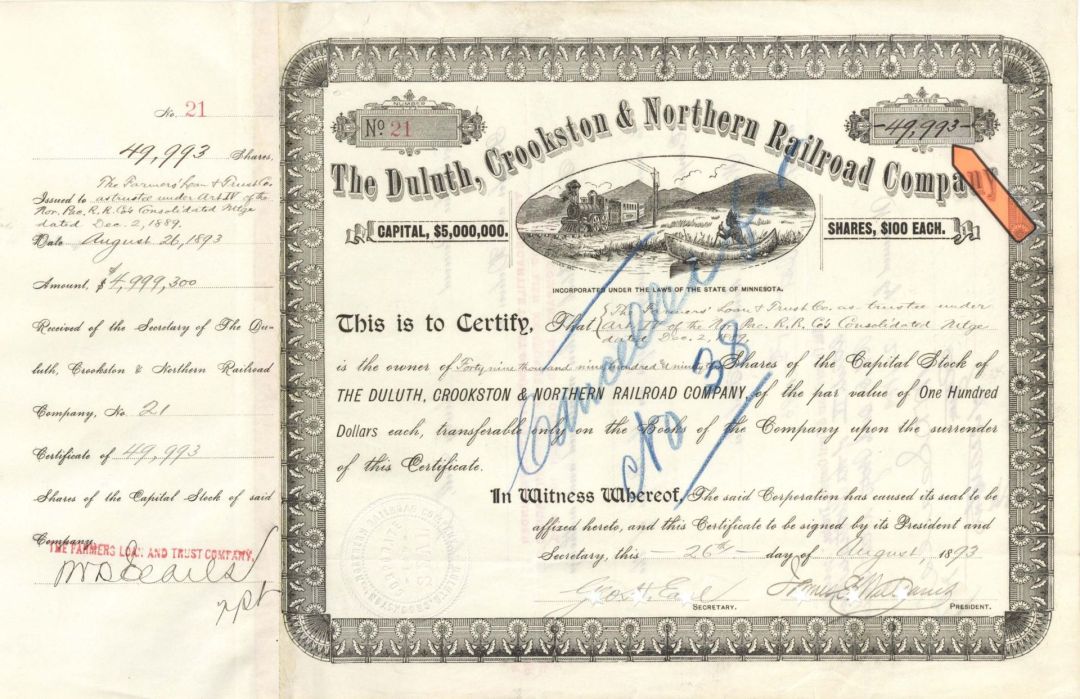 No. 21
49,993 Shares,
The Farmers' Loan & Trust Co.
Issued to as trustee under Art IV of the
Nor. Pac. R. R. Co's Consolidated Mtge
dated Dec. 2, 1889.
Date August 26, 1893
Amount, $4,999,300
Received of the Secretary of The Du-
luth, Crookston & Northern Railroad
Company, No. 21
Certificate of 49,993
Shares of the Capital Stock of said
Company.
THE FARMERS LOAN AND TRUST COMPANY,
NUMBER
No 21
SHARES
49,993
The Duluth, Crookston & Northern Railroad Company
CAPITAL, $5,000,000.
SHARES, $100 EACH.
INCORPORATED UNDER THE LAWS OF THE STATE OF MINNESOTA.
This is to Certify, That The Farmers' Loan & Trust Co. as trustee under
Art. IV of the Nor. Pac. R. R. Co's Consolidated Mtge
dated Dec. 2, 1889,
is the owner of Forty nine thousand nine hundred & ninety Shares of the Capital Stock of
THE DULUTH, CROOKSTON & NORTHERN RAILROAD COMPANY, of the par value of One Hundred
Dollars each, transferable only on the Books of the Company upon the surrender
of this Certificate.
Cancelled
No 38
In Witness Whereof, The said Corporation has caused its seal to be
affixed hereto, and this Certificate to be signed by its President and
Secretary, this 26th day of August, 1893
Geo. H. Earl
SECRETARY.
PRESIDENT.